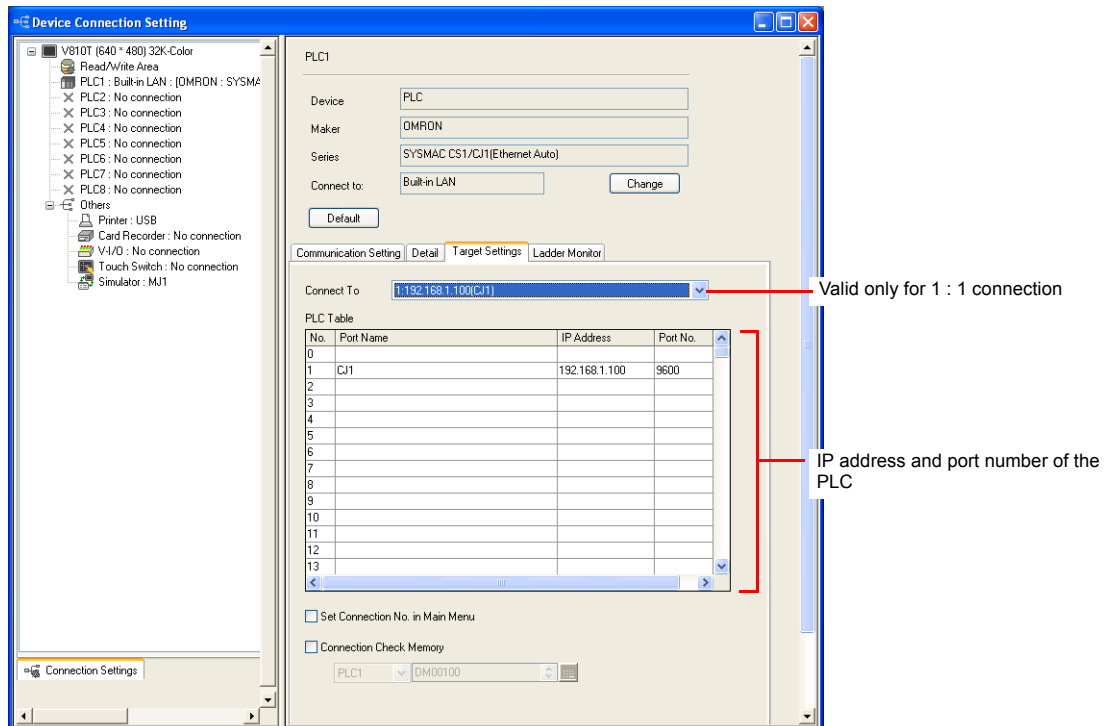 Device Connection Setting
V810T (640 * 480) 32K-Color
Read/Write Area
PLC1 : Built-in LAN : [OMRON : SYSMA
PLC2 : No connection
PLC3 : No connection
PLC4 : No connection
PLC5 : No connection
PLC6 : No connection
PLC7 : No connection
PLC8 : No connection
Others
Printer : USB
Card Recorder : No connection
V-I/O : No connection
Touch Switch : No connection
Simulator : MJ1
Connection Settings
PLC1
Device PLC
Maker OMRON
Series SYSMAC CS1/CJ1(Ethernet Auto)
Connect to: Built-in LAN Change
Default
Communication Setting Detail Target Settings Ladder Monitor
Connect To 1:192.168.1.100(CJ1)
PLC Table
No. Port Name IP Address Port No.
0
1 CJ1 192.168.1.100 9600
2
3
4
5
6
7
8
9
10
11
12
13
Set Connection No. in Main Menu
Connection Check Memory
PLC1 DM00100
Valid only for 1 : 1 connection
IP address and port number of the
PLC